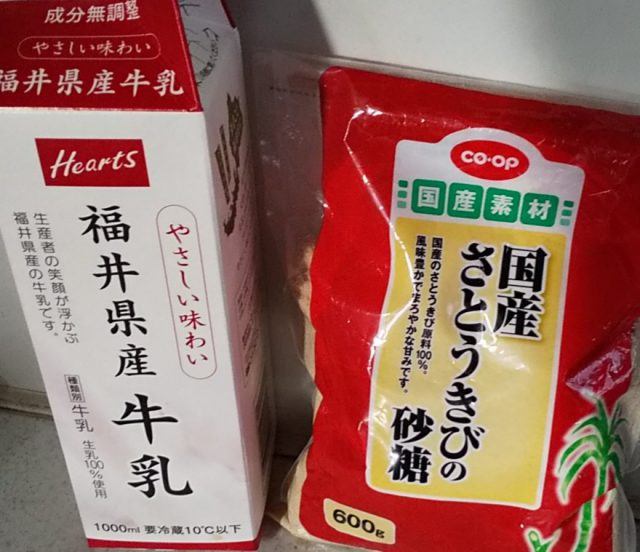 成分無調整
やさしい味わい
福井県産牛乳
Hearts
やさしい味わい
福井県産牛乳
生産者の笑顔が浮かぶ
福井県産の牛乳です。
種類別 牛乳
生乳100%使用
1000ml 要冷蔵10℃以下
CO・OP
国産素材
国産
さとうきびの
砂糖
国産のさとうきび原料100%。
風味豊かでまろやかな甘みです。
600g